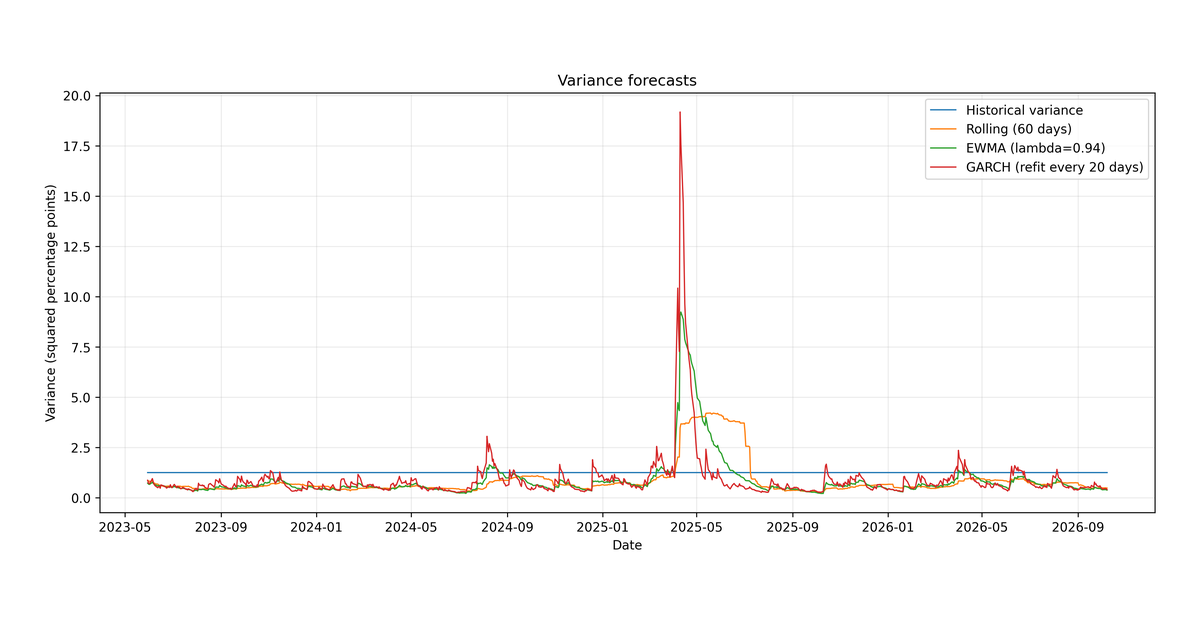 Variance forecasts
20.0
17.5
15.0
12.5
10.0
7.5
5.0
2.5
0.0
Variance (squared percentage points)
Historical variance
Rolling (60 days)
EWMA (lambda=0.94)
GARCH (refit every 20 days)
2023-05 2023-09 2024-01 2024-05 2024-09 2025-01 2025-05 2025-09 2026-01 2026-05 2026-09
Date